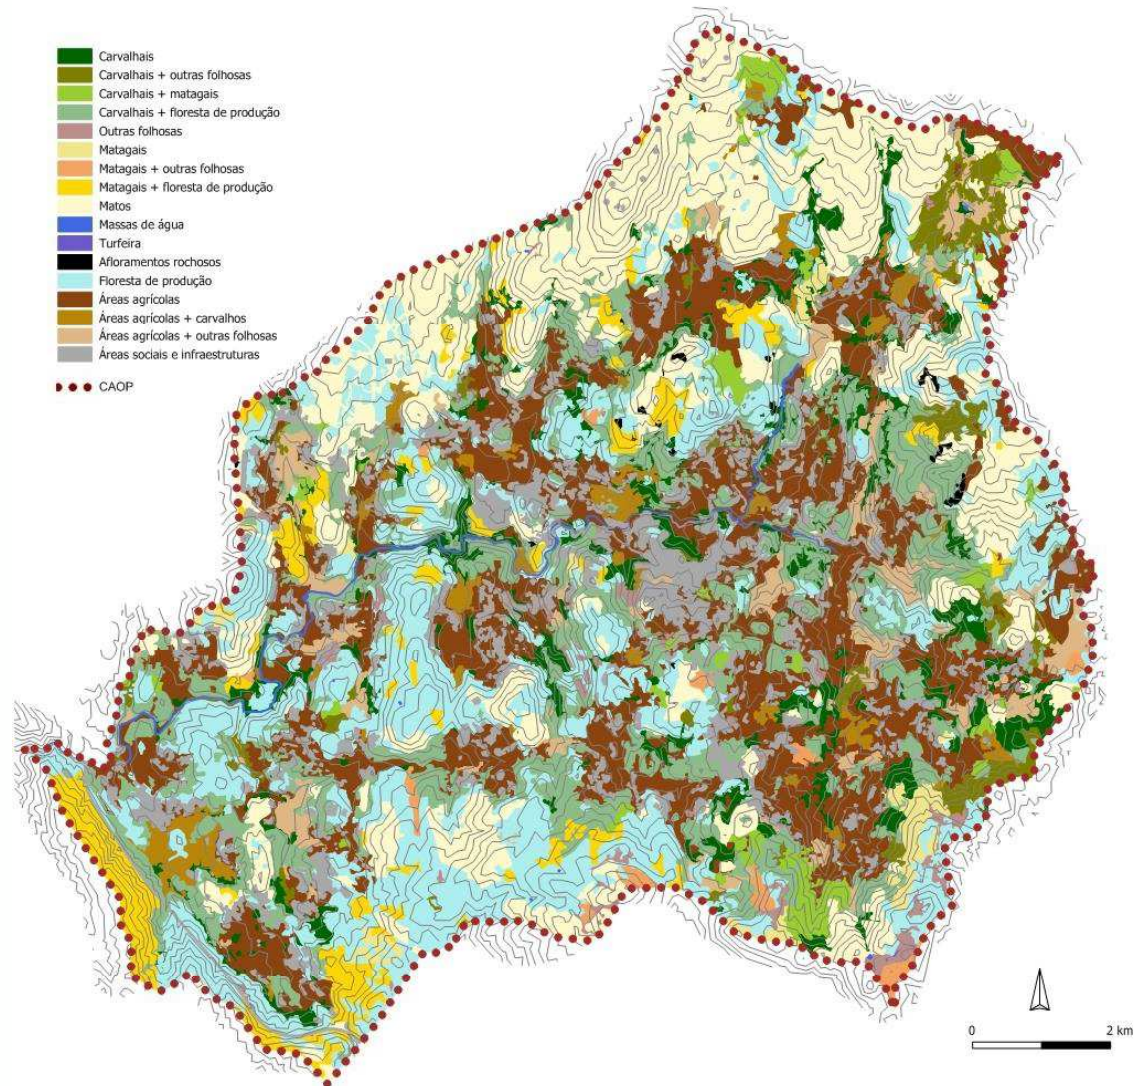 Carvalhais
Carvalhais + outras folhosas
Carvalhais + matagais
Carvalhais + floresta de produção
Outras folhosas
Matagais
Matagais + outras folhosas
Matagais + floresta de produção
Matos
Massas de água
Turfeira
Afloramentos rochosos
Floresta de produção
Áreas agrícolas
Áreas agrícolas + carvalhos
Áreas agrícolas + outras folhosas
Áreas sociais e infraestruturas
CAOP
0 2 km